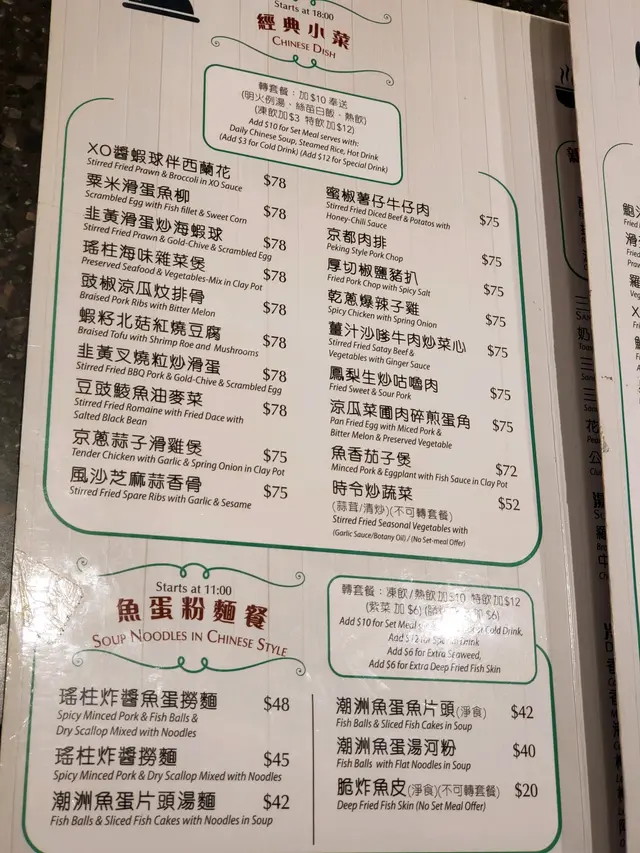 Starts at 18:00
經典小菜
CHINESE DISH
轉套餐：加$10奉送
(明火例湯、絲苗白飯、熱飲)
(凍飲加$3 特飲加$12)
Add $10 for Set Meal serves with:
Daily Chinese Soup, Steamed Rice, Hot Drink
(Add $3 for Cold Drink) (Add $12 for Special Drink)
XO醬蝦球伴西蘭花 $78
Stirred Fried Prawn & Broccoli in XO Sauce
粟米滑蛋魚柳 $78
Scrambled Egg with Fish fillet & Sweet Corn
韭黃滑蛋炒海蝦球 $78
Stirred Fried Prawn & Gold-Chive & Scrambled Egg
瑤柱海味雜菜煲 $78
Preserved Seafood & Vegetables-Mix in Clay Pot
豉椒涼瓜炆排骨 $78
Braised Pork Ribs with Bitter Melon
蝦籽北菇紅燒豆腐 $78
Braised Tofu with Shrimp Roe and Mushrooms
韭黃叉燒粒炒滑蛋 $78
Stirred Fried BBQ Pork & Gold-Chive & Scrambled Egg
豆豉鯪魚油麥菜 $78
Stirred Fried Romaine with Fried Dace with
Salted Black Bean
京蔥蒜子滑雞煲 $75
Tender Chicken with Garlic & Spring Onion in Clay Pot
風沙芝麻蒜香骨 $75
Stirred Fried Spare Ribs with Garlic & Sesame
蜜椒薯仔牛仔肉 $75
Stirred Fried Diced Beef & Potatoes with
Honey-Chili Sauce
京都肉排 $75
Peking Style Pork Chop
厚切椒鹽豬扒 $75
Fried Pork Chop with Spicy Salt
乾蔥爆辣子雞 $75
Spicy Chicken with Spring Onion
薑汁沙嗲牛肉炒菜心 $75
Stirred Fried Satay Beef &
Vegetables with Ginger Sauce
鳳梨生炒咕嚕肉 $75
Fried Sweet & Sour Pork
涼瓜菜圃肉碎煎蛋角 $75
Pan Fried Egg with Miced Pork &
Bitter Melon & Preserved Vegetable
魚香茄子煲 $72
Minced Pork & Eggplant with Fish Sauce in Clay Pot
時令炒蔬菜 $52
(蒜茸/清炒)(不可轉套餐)
Stirred Fried Seasonal Vegetables with
(Garlic Sauce/Botany Oil) / (No Set-meal Offer)
Starts at 11:00
魚蛋粉麵餐
SOUP NOODLES IN CHINESE STYLE
轉套餐：凍飲/熱飲加$10 特飲加$12
(紫菜 加$6)
Add $10 for Set Meal Cold Drink,
Add $12 for Special Drink
Add $6 for Extra Seaweed,
Add $6 for Extra Deep Fried Fish Skin
瑤柱炸醬魚蛋撈麵 $48
Spicy Minced Pork & Fish Balls &
Dry Scallop Mixed with Noodles
瑤柱炸醬撈麵 $45
Spicy Minced Pork & Dry Scallop Mixed with Noodles
潮洲魚蛋片頭湯麵 $42
Fish Balls & Sliced Fish Cakes with Noodles in Soup
潮洲魚蛋魚片頭(淨食) $42
Fish Balls & Sliced Fish Cakes in Soup
潮洲魚蛋湯河粉 $40
Fish Balls with Flat Noodles in Soup
脆炸魚皮(淨食)(不可轉套餐) $20
Deep Fried Fish Skin (No Set Meal Offer)